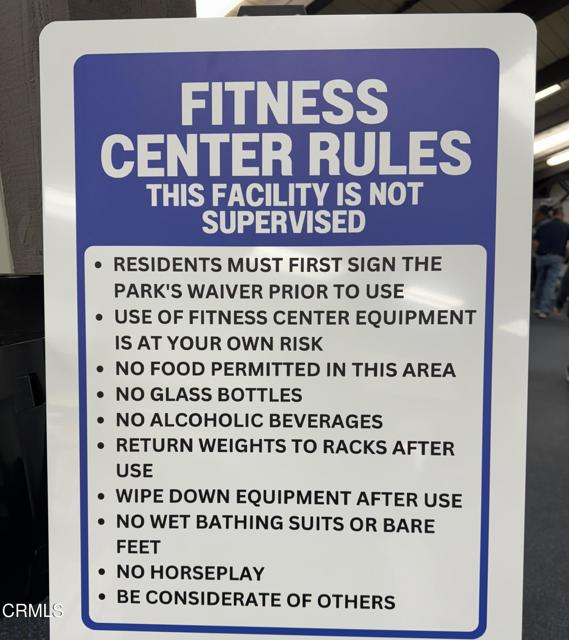 FITNESS
CENTER RULES
THIS FACILITY IS NOT
SUPERVISED
• RESIDENTS MUST FIRST SIGN THE
PARK'S WAIVER PRIOR TO USE
• USE OF FITNESS CENTER EQUIPMENT
IS AT YOUR OWN RISK
• NO FOOD PERMITTED IN THIS AREA
• NO GLASS BOTTLES
• NO ALCOHOLIC BEVERAGES
• RETURN WEIGHTS TO RACKS AFTER
USE
• WIPE DOWN EQUIPMENT AFTER USE
• NO WET BATHING SUITS OR BARE
FEET
• NO HORSEPLAY
• BE CONSIDERATE OF OTHERS
CRMLS